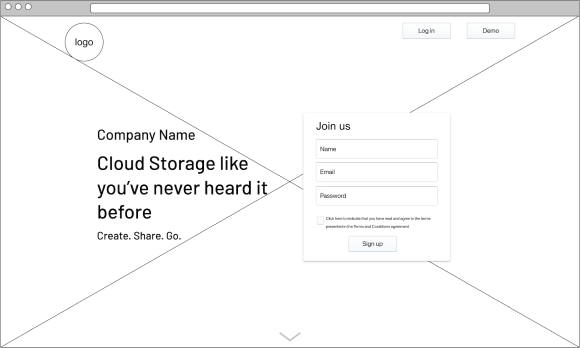 logo
Log in
Demo
Company Name
Cloud Storage like
you've never heard it
before
Create. Share. Go.
Join us
Name
Email
Password
Click here to indicate that you have read and agree to the terms
presented in the Terms and Conditions agreement
Sign up